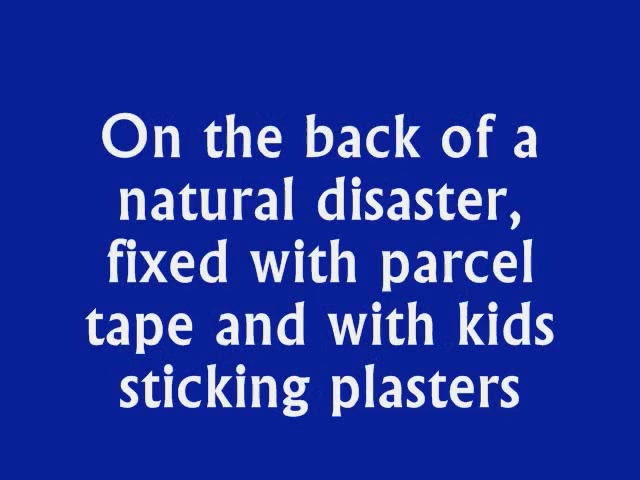 On the back of a
natural disaster,
fixed with parcel
tape and with kids
sticking plasters